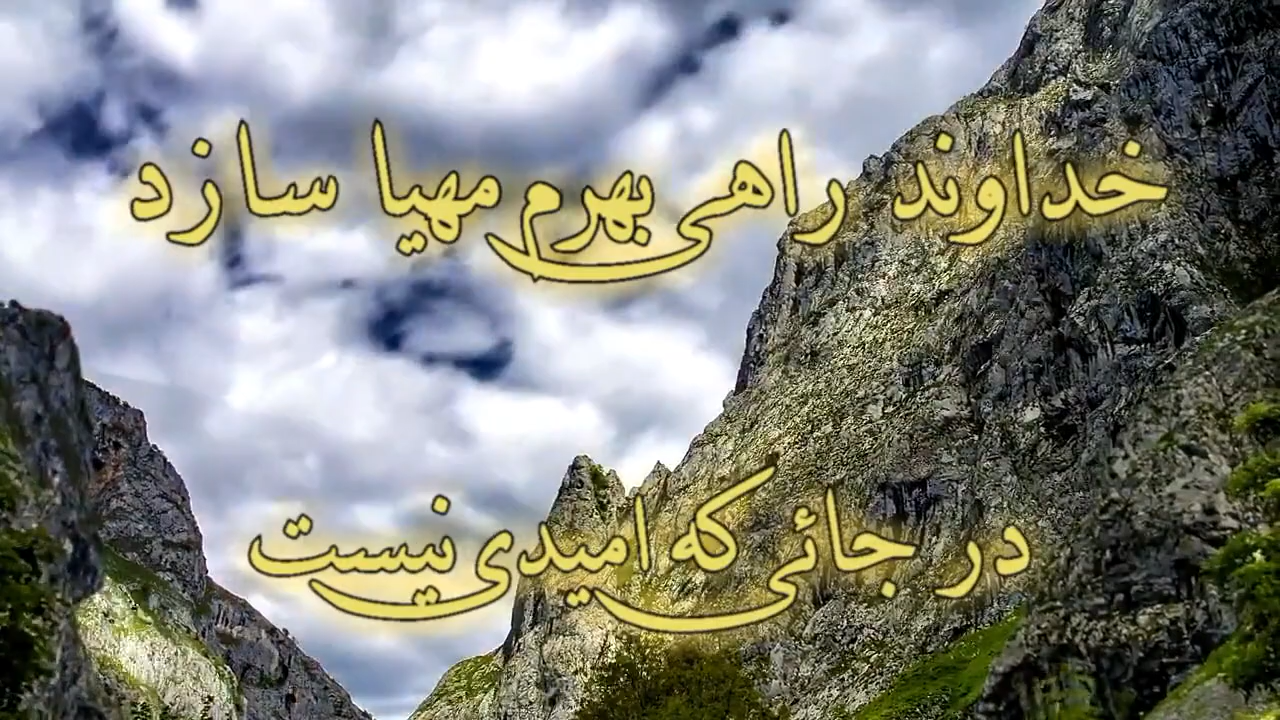 خداوند راهی بهرم مهیا سازد
در جائی که امیدی نیست